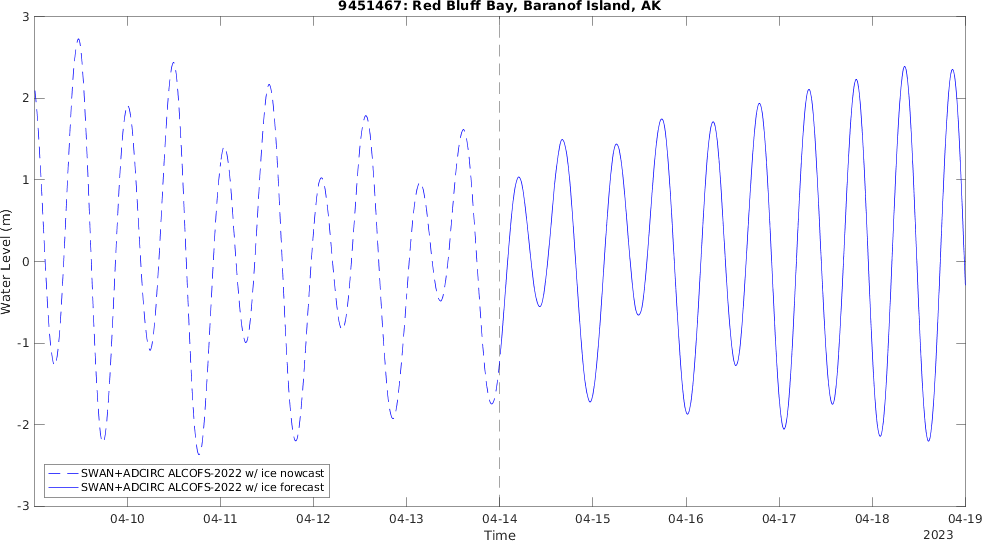 9451467: Red Bluff Bay, Baranof Island, AK
3
2
1
0
-1
-2
-3
Water Level (m)
SWAN+ADCIRC ALCOFS-2022 w/ ice nowcast
SWAN+ADCIRC ALCOFS-2022 w/ ice forecast
04-10 04-11 04-12 04-13 04-14 04-15 04-16 04-17 04-18 04-19
Time
2023